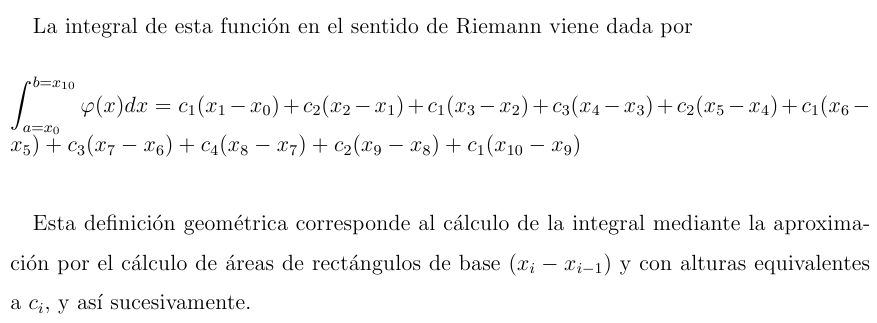 La integral de esta función en el sentido de Riemann viene dada por
∫_{a=x_0}^{b=x_{10}} φ(x)dx = c_1(x_1 − x_0) + c_2(x_2 − x_1) + c_1(x_3 − x_2) + c_3(x_4 − x_3) + c_2(x_5 − x_4) + c_1(x_6 −
x_5) + c_3(x_7 − x_6) + c_4(x_8 − x_7) + c_2(x_9 − x_8) + c_1(x_{10} − x_9)
Esta definición geométrica corresponde al cálculo de la integral mediante la aproxima-
ción por el cálculo de áreas de rectángulos de base (x_i − x_{i−1}) y con alturas equivalentes
a c_i, y así sucesivamente.